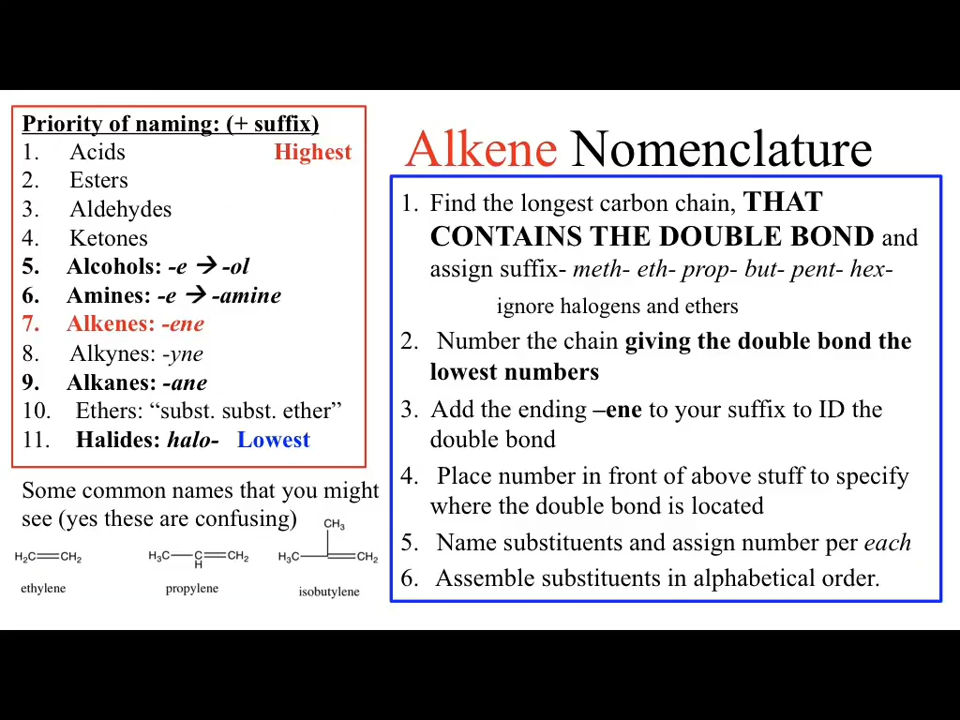 Priority of naming: (+ suffix)
1. Acids Highest
2. Esters
3. Aldehydes
4. Ketones
5. Alcohols: -e → -ol
6. Amines: -e → -amine
7. Alkenes: -ene
8. Alkynes: -yne
9. Alkanes: -ane
10. Ethers: “subst. subst. ether”
11. Halides: halo- Lowest
Some common names that you might
see (yes these are confusing)
CH3
H2C CH2
H3C C H CH2
H3C CH2
ethylene
propylene
isobutylene
Alkene Nomenclature
1. Find the longest carbon chain, THAT
CONTAINS THE DOUBLE BOND and
assign suffix- meth- eth- prop- but- pent- hex-
ignore halogens and ethers
2. Number the chain giving the double bond the
lowest numbers
3. Add the ending –ene to your suffix to ID the
double bond
4. Place number in front of above stuff to specify
where the double bond is located
5. Name substituents and assign number per each
6. Assemble substituents in alphabetical order.